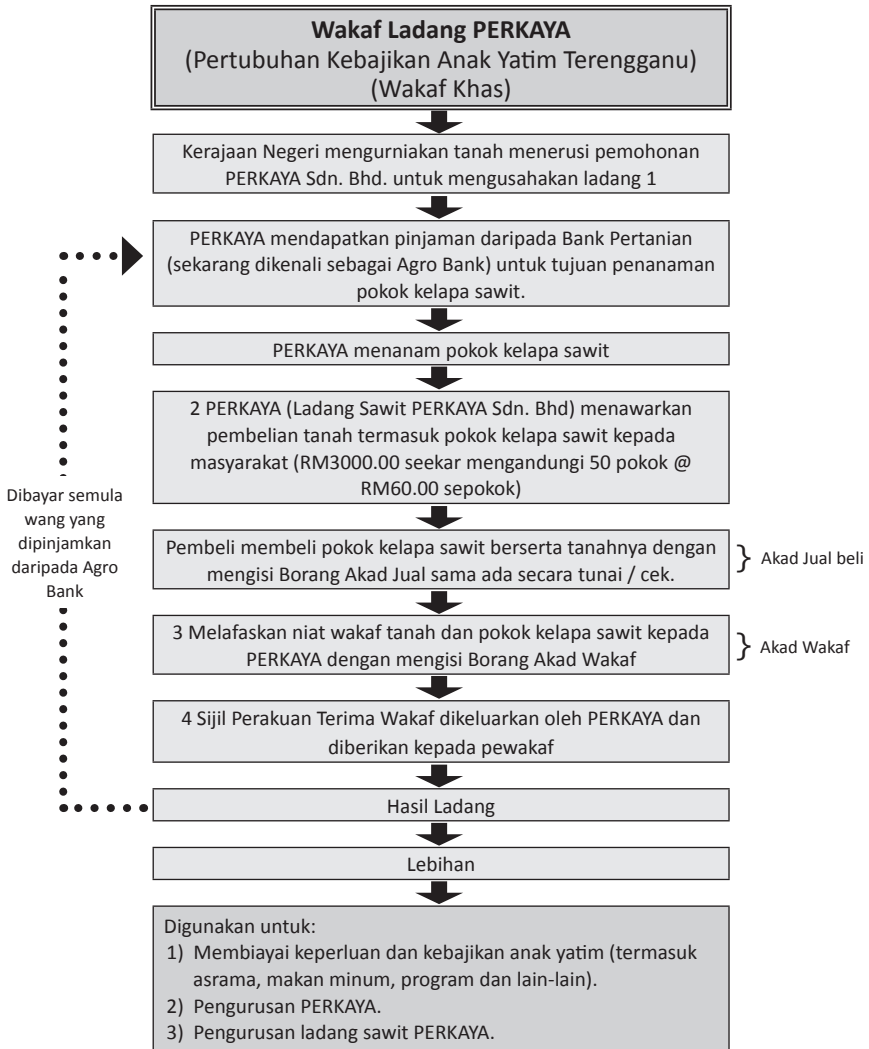 Wakaf Ladang PERKAYA
(Pertubuhan Kebajikan Anak Yatim Terengganu)
(Wakaf Khas)
Kerajaan Negeri mengurniakan tanah menerusi pemohonan
PERKAYA Sdn. Bhd. untuk mengusahakan ladang 1
PERKAYA mendapatkan pinjaman daripada Bank Pertanian
(sekarang dikenali sebagai Agro Bank) untuk tujuan penanaman
pokok kelapa sawit.
PERKAYA menanam pokok kelapa sawit
2 PERKAYA (Ladang Sawit PERKAYA Sdn. Bhd) menawarkan
pembelian tanah termasuk pokok kelapa sawit kepada
masyarakat (RM3000.00 seekar mengandungi 50 pokok @
RM60.00 sepokok)
Dibayar semula
wang yang
dipinjamkan
daripada Agro
Bank
Pembeli membeli pokok kelapa sawit berserta tanahnya dengan
mengisi Borang Akad Jual sama ada secara tunai / cek.
} Akad Jual beli
3 Melafaskan niat wakaf tanah dan pokok kelapa sawit kepada
PERKAYA dengan mengisi Borang Akad Wakaf
} Akad Wakaf
4 Sijil Perakuan Terima Wakaf dikeluarkan oleh PERKAYA dan
diberikan kepada pewakaf
Hasil Ladang
Lebihan
Digunakan untuk:
1) Membiayai keperluan dan kebajikan anak yatim (termasuk
asrama, makan minum, program dan lain-lain).
2) Pengurusan PERKAYA.
3) Pengurusan ladang sawit PERKAYA.